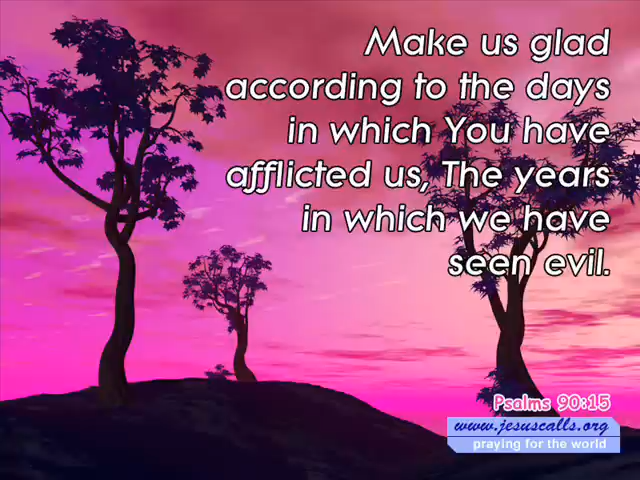 Make us glad
according to the days
in which You have
afflicted us, The years
in which we have
seen evil.
Psalms 90:15
www.jesuscalls.org
praying for the world